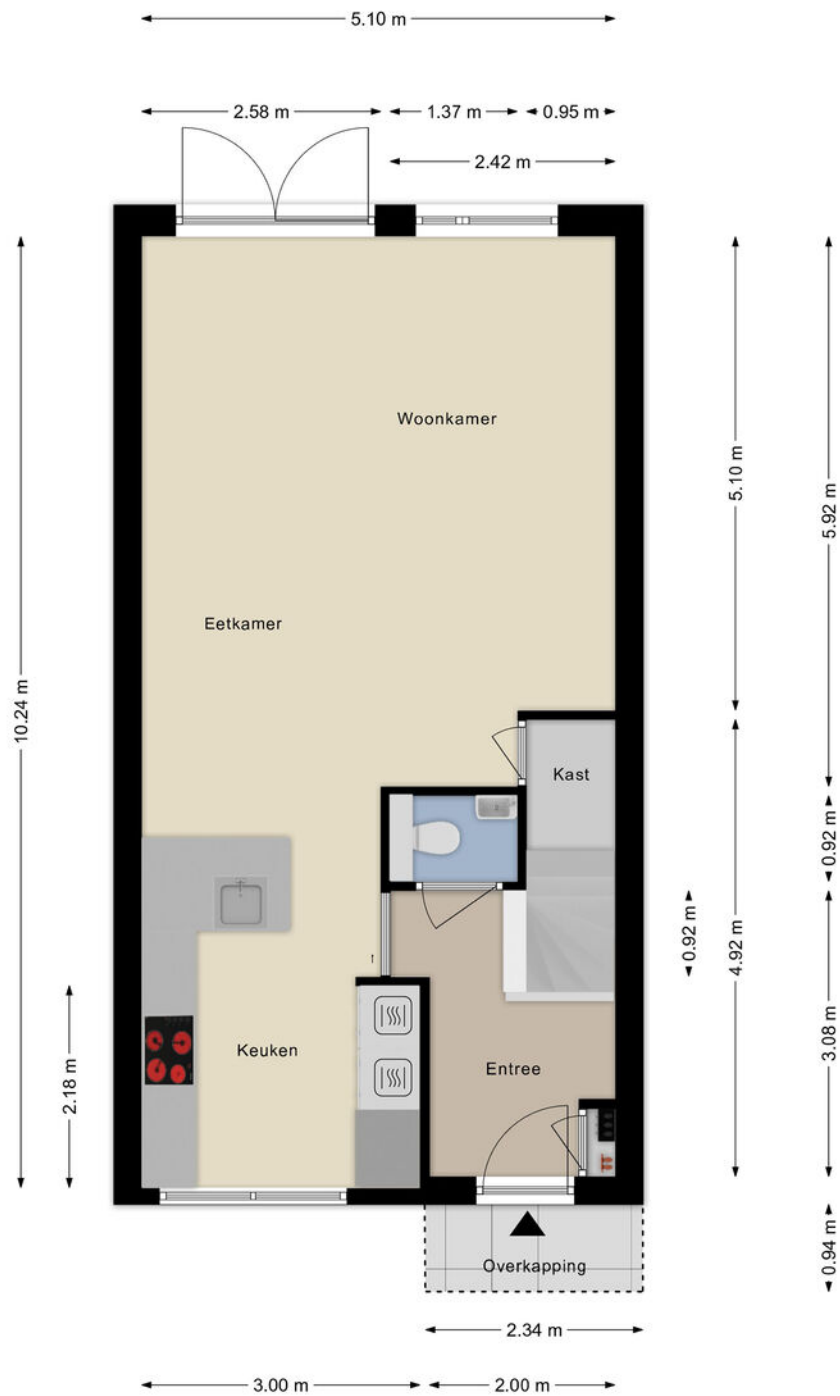 5.10 m
2.58 m
1.37 m
0.95 m
2.42 m
Woonkamer
5.10 m
5.92 m
Eetkamer
10.24 m
Kast
0.92 m
0.92 m
4.92 m
Keuken
Entree
3.08 m
2.18 m
Overkapping
0.94 m
2.34 m
3.00 m
2.00 m